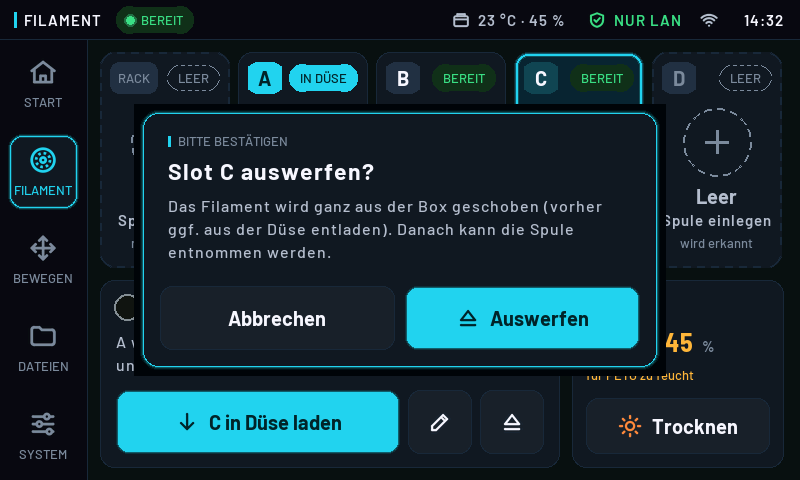 FILAMENT
BEREIT
23 °C · 45 %
NUR LAN
14:32
START
FILAMENT
BEWEGEN
DATEIEN
SYSTEM
RACK
LEER
A
IN DÜSE
B
BEREIT
C
BEREIT
D
LEER
Leer
Spule einlegen
wird erkannt
BITTE BESTÄTIGEN
Slot C auswerfen?
Das Filament wird ganz aus der Box geschoben (vorher
ggf. aus der Düse entladen). Danach kann die Spule
entnommen werden.
Abbrechen
Auswerfen
45 %
C in Düse laden
Trocknen